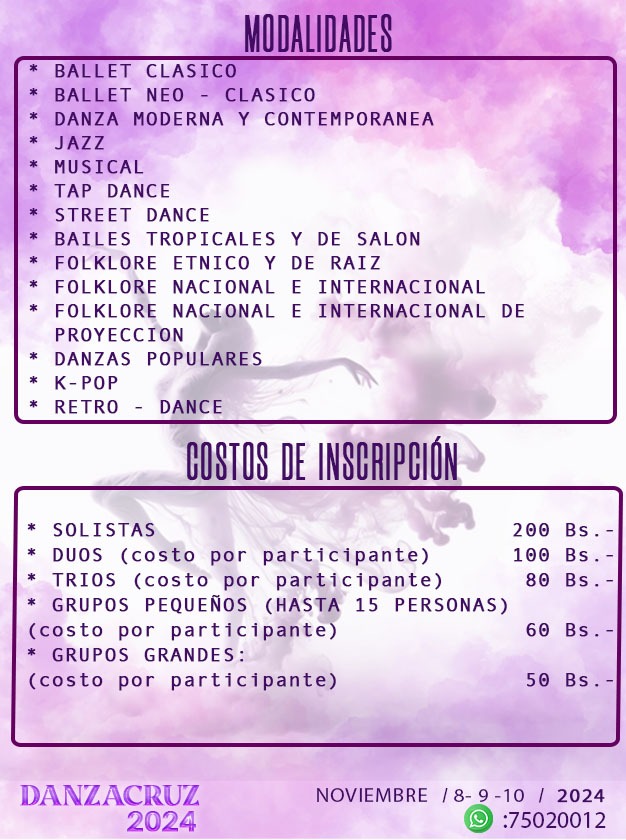 MODALIDADES
* BALLET CLASICO
* BALLET NEO - CLASICO
* DANZA MODERNA Y CONTEMPORANEA
* JAZZ
* MUSICAL
* TAP DANCE
* STREET DANCE
* BAILES TROPICALES Y DE SALON
* FOLKLORE ETNICO Y DE RAIZ
* FOLKLORE NACIONAL E INTERNACIONAL
* FOLKLORE NACIONAL E INTERNACIONAL DE
PROYECCION
* DANZAS POPULARES
* K-POP
* RETRO - DANCE
COSTOS DE INSCRIPCIÓN
* SOLISTAS 200 Bs.-
* DUOS (costo por participante) 100 Bs.-
* TRIOS (costo por participante) 80 Bs.-
* GRUPOS PEQUEÑOS (HASTA 15 PERSONAS)
(costo por participante) 60 Bs.-
* GRUPOS GRANDES:
(costo por participante) 50 Bs.-
DANZACRUZ
2024
NOVIEMBRE / 8- 9 -10 / 2024
:75020012